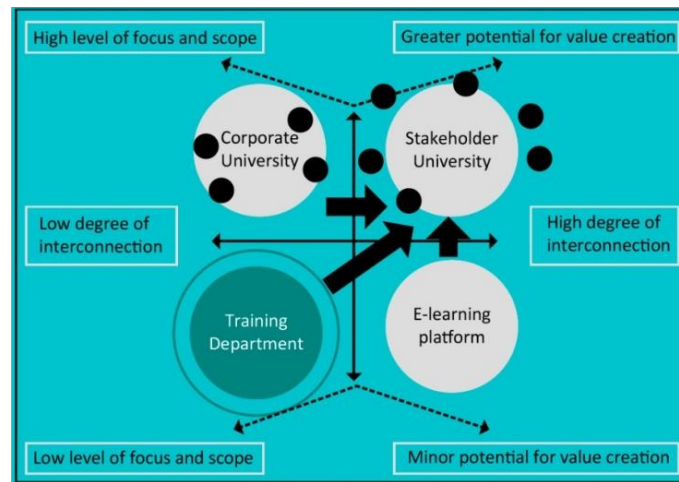 High level of focus and scope
Greater potential for value creation
Corporate
University
Stakeholder
University
Low degree of
interconnection
High degree of
interconnection
Training
Department
E-learning
platform
Low level of focus and scope
Minor potential for value creation